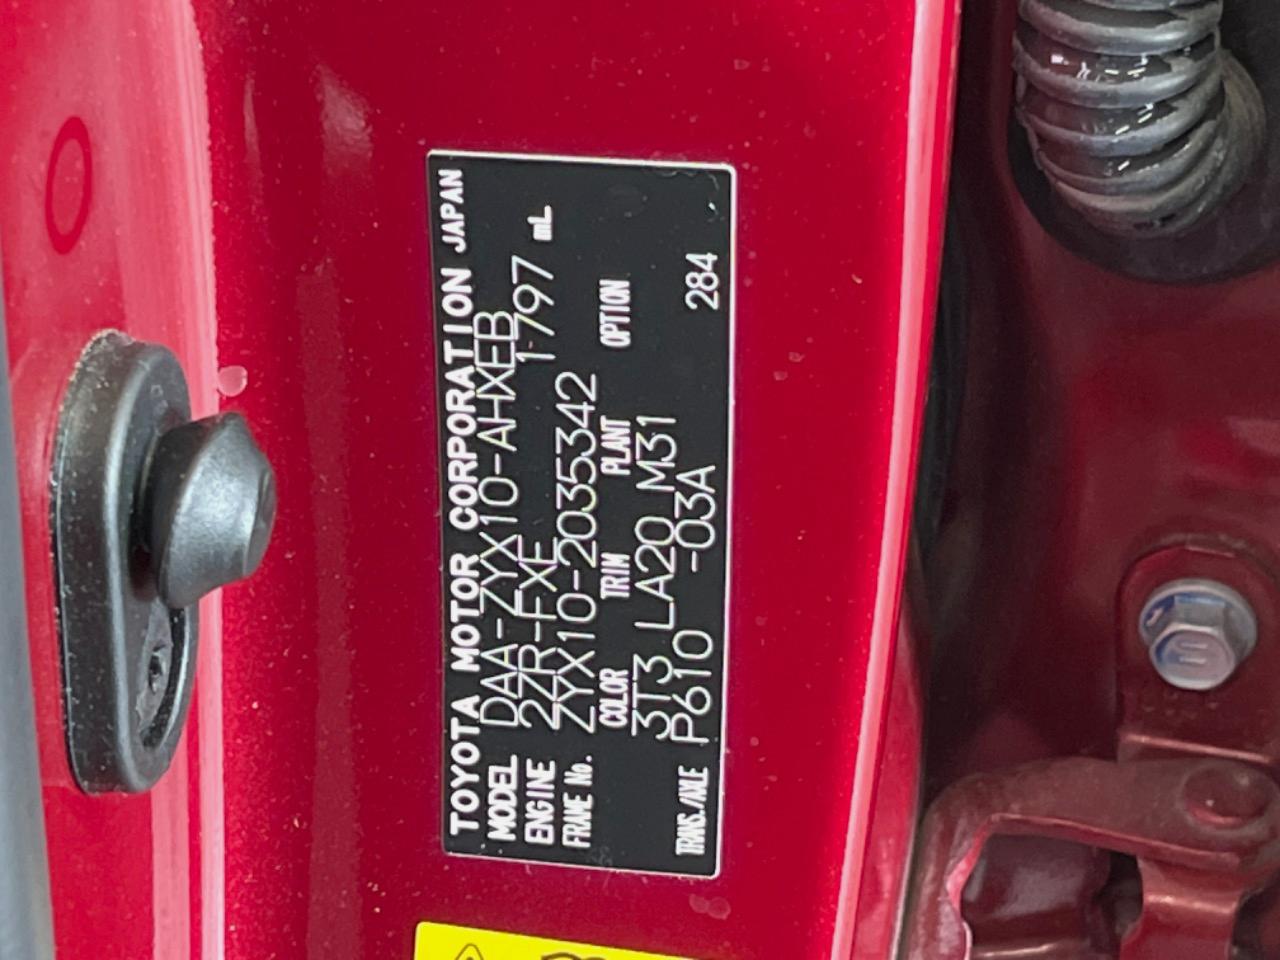 TOYOTA MOTOR CORPORATION JAPAN
MODEL DAA-ZYX10-AHXEB
ENGINE 2ZR-FXE 1797 mL
FRAME No. ZYX10-2035342
COLOR TRIM PLANT OPTION
3T3 LA20 M31
TRANS./AXLE P610 -03A 284